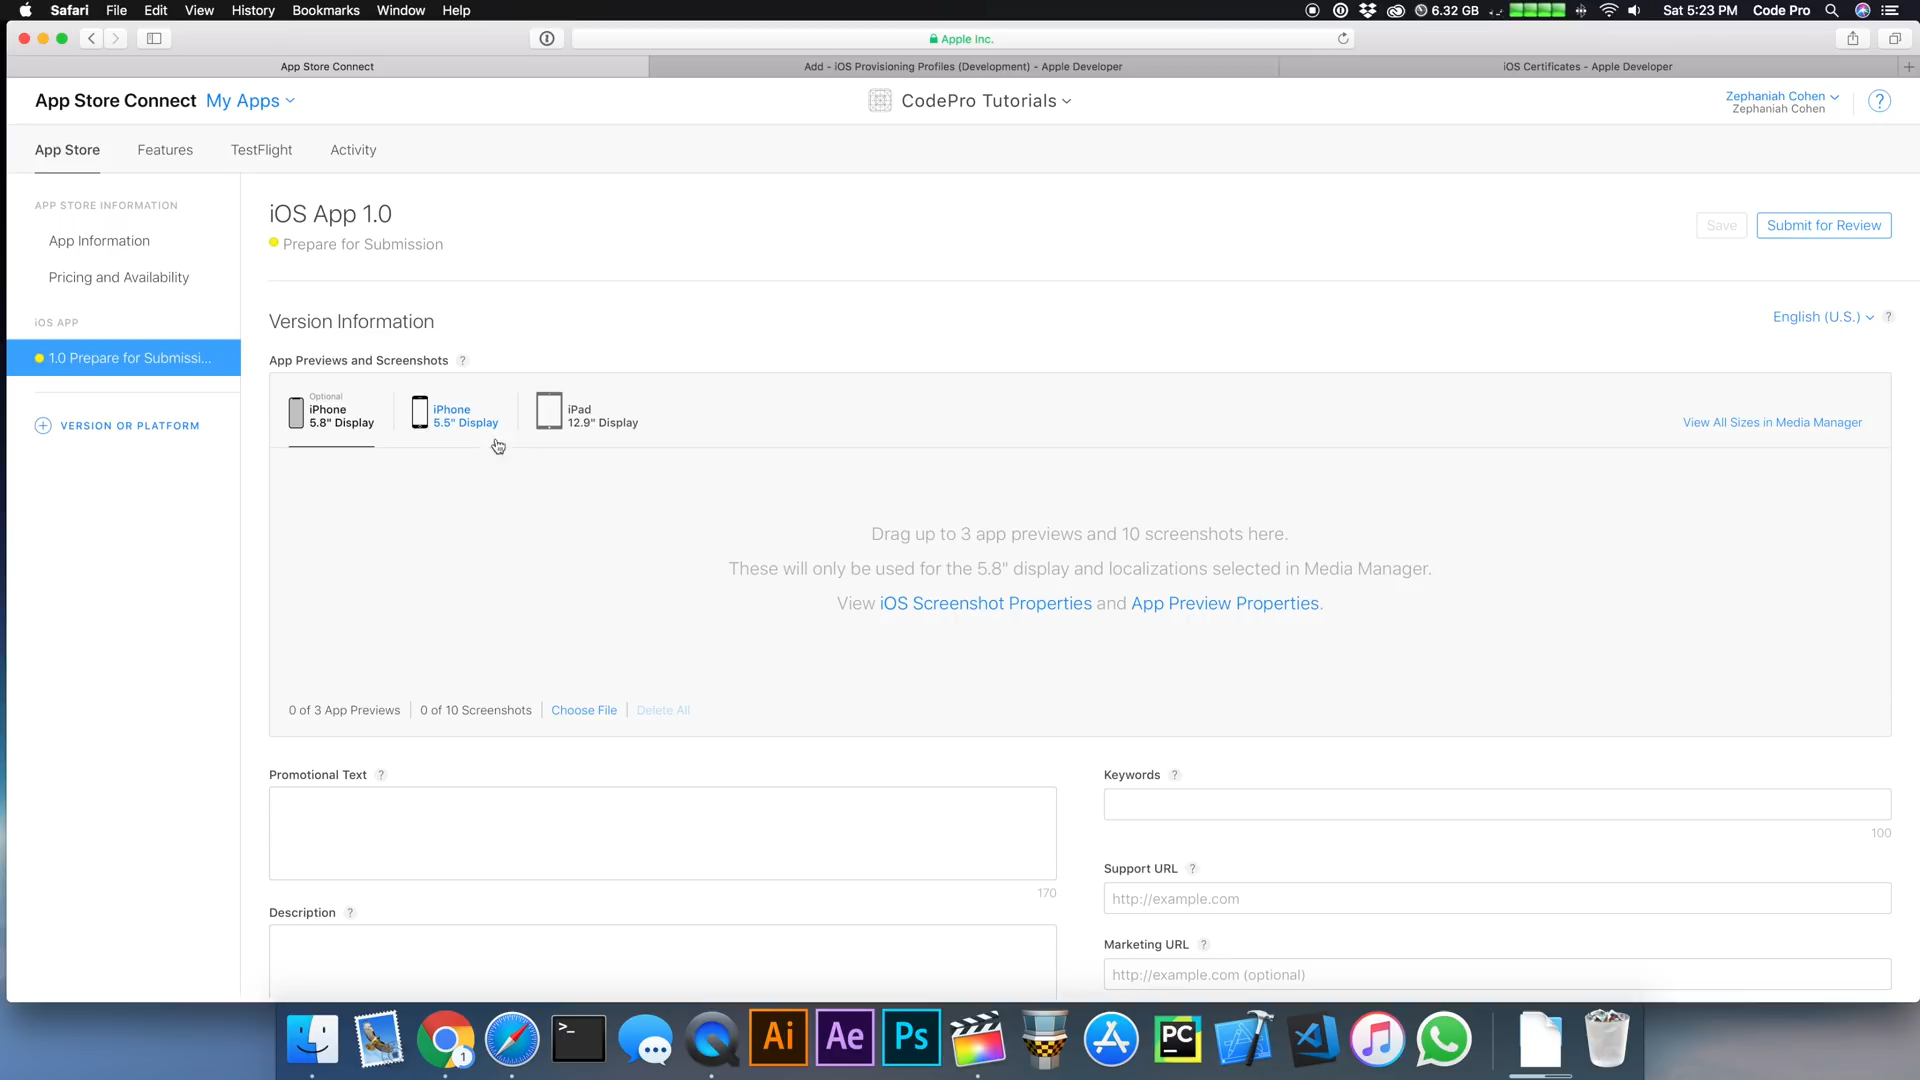 Safari File Edit View History Bookmarks Window Help 6.32 GB Sat 5:23 PM Code Pro
Apple Inc.
App Store Connect Add - iOS Provisioning Profiles (Development) - Apple Developer iOS Certificates - Apple Developer
App Store Connect My Apps CodePro Tutorials Zephaniah Cohen ?
Zephaniah Cohen
App Store Features TestFlight Activity
APP STORE INFORMATION
App Information
Pricing and Availability
iOS APP
1.0 Prepare for Submissi...
VERSION OR PLATFORM
iOS App 1.0
Prepare for Submission
Save Submit for Review
Version Information
English (U.S.) ?
App Previews and Screenshots ?
Optional
iPhone
5.8" Display
iPhone
5.5" Display
iPad
12.9" Display
View All Sizes in Media Manager
Drag up to 3 app previews and 10 screenshots here.
These will only be used for the 5.8" display and localizations selected in Media Manager.
View iOS Screenshot Properties and App Preview Properties.
0 of 3 App Previews 0 of 10 Screenshots Choose File Delete All
Promotional Text ?
170
Description ?
Keywords ?
100
Support URL ?
http://example.com
Marketing URL ?
http://example.com (optional)
1 >_ Ai Ae Ps PC